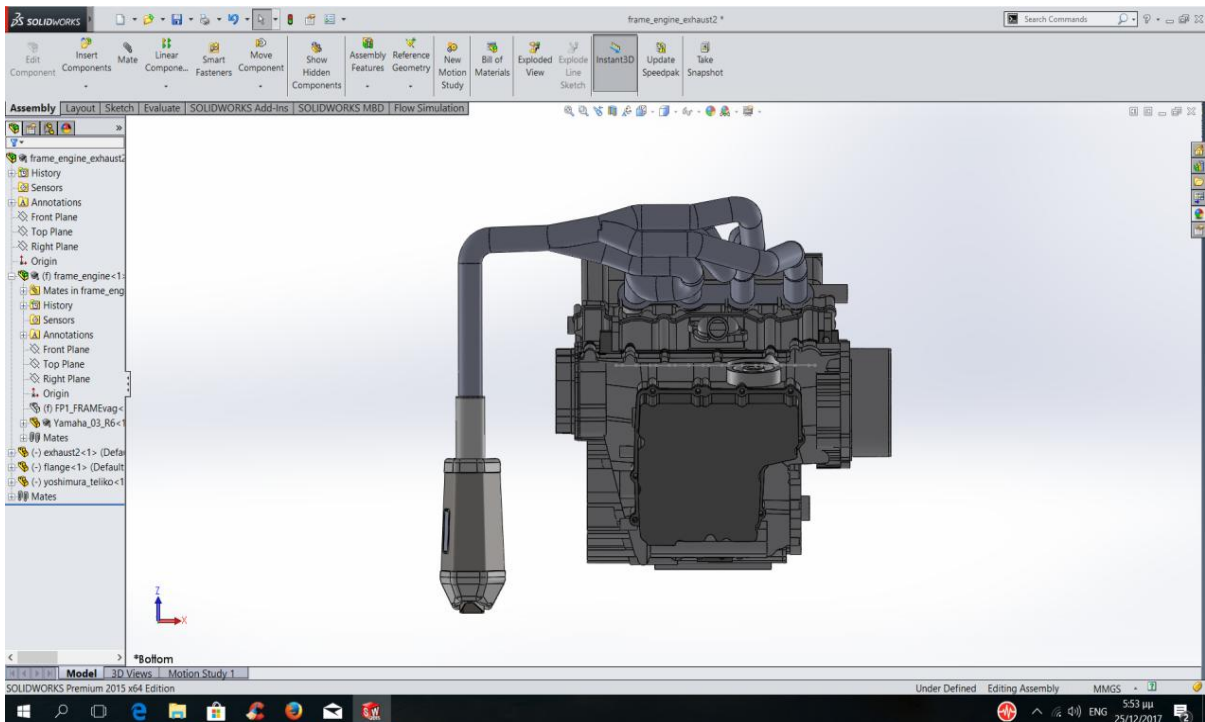 SOLIDWORKS
frame_engine_exhaust2 *
Search Commands
Edit Component
Insert Components
Mate
Linear Compone...
Smart Fasteners
Move Component
Show Hidden Components
Assembly Features
Reference Geometry
New Motion Study
Bill of Materials
Exploded View
Explode Line Sketch
Instant3D
Update Speedpak
Take Snapshot
Assembly Layout Sketch Evaluate SOLIDWORKS Add-Ins SOLIDWORKS MBD Flow Simulation
frame_engine_exhaust2
History
Sensors
Annotations
Front Plane
Top Plane
Right Plane
Origin
(f) frame_engine<1>
Mates in frame_eng
History
Sensors
Annotations
Front Plane
Top Plane
Right Plane
Origin
(f) FP1_FRAMEvag<
Yamaha_03_R6<1
Mates
(-) exhaust2<1> (Defau
(-) flange<1> (Default
(-) yoshimura_teliko<1
Mates
Z
X
*Bottom
Model 3D Views Motion Study 1
SOLIDWORKS Premium 2015 x64 Edition
Under Defined Editing Assembly MMGS
ENG
5:53 μμ
25/12/2017